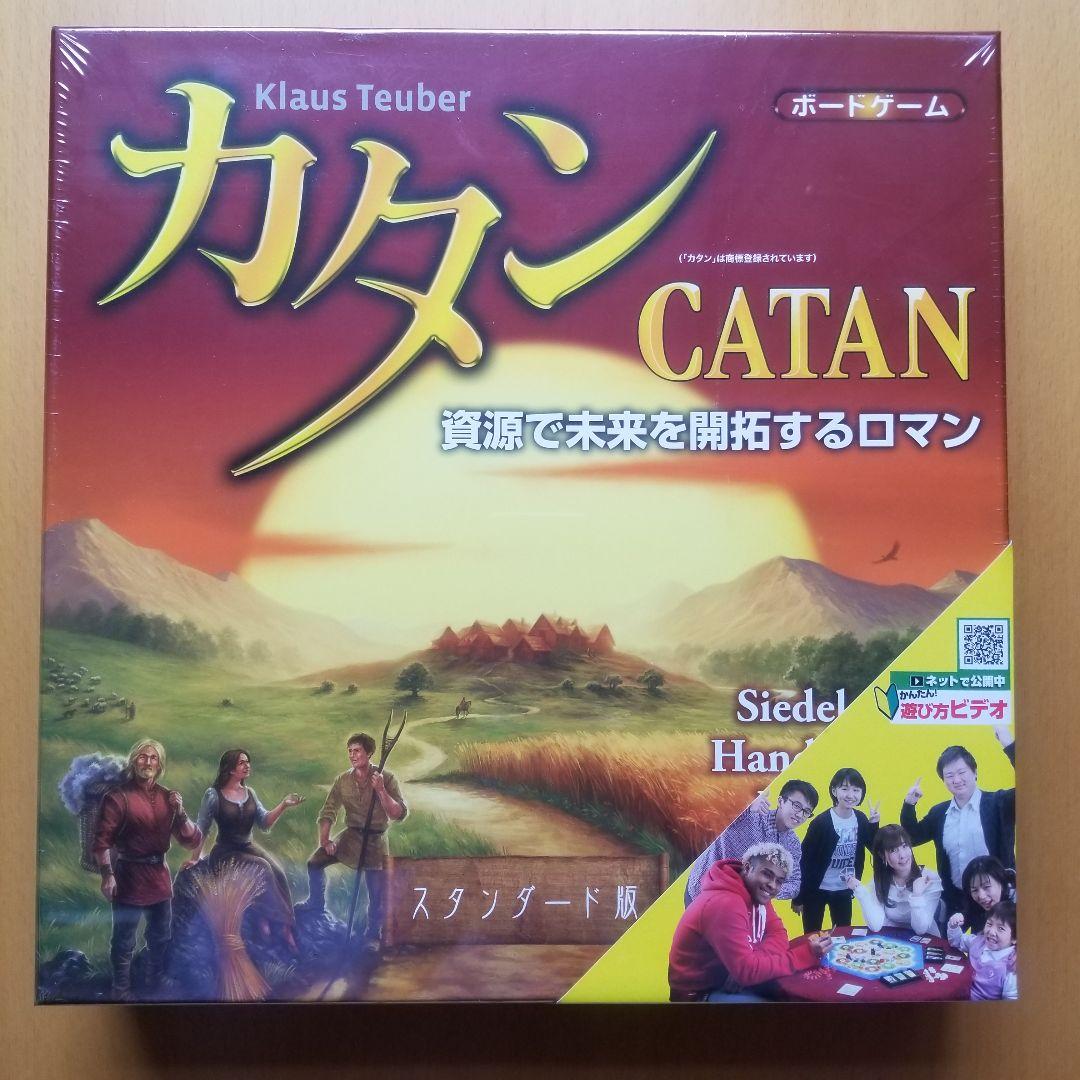 Klaus Teuber
ボードゲーム
カタン
(「カタン」は商標登録されています)
CATAN
資源で未来を開拓するロマン
Siedel
Han
ネットで公開中
かんたん!
遊び方ビデオ
スタンダード版